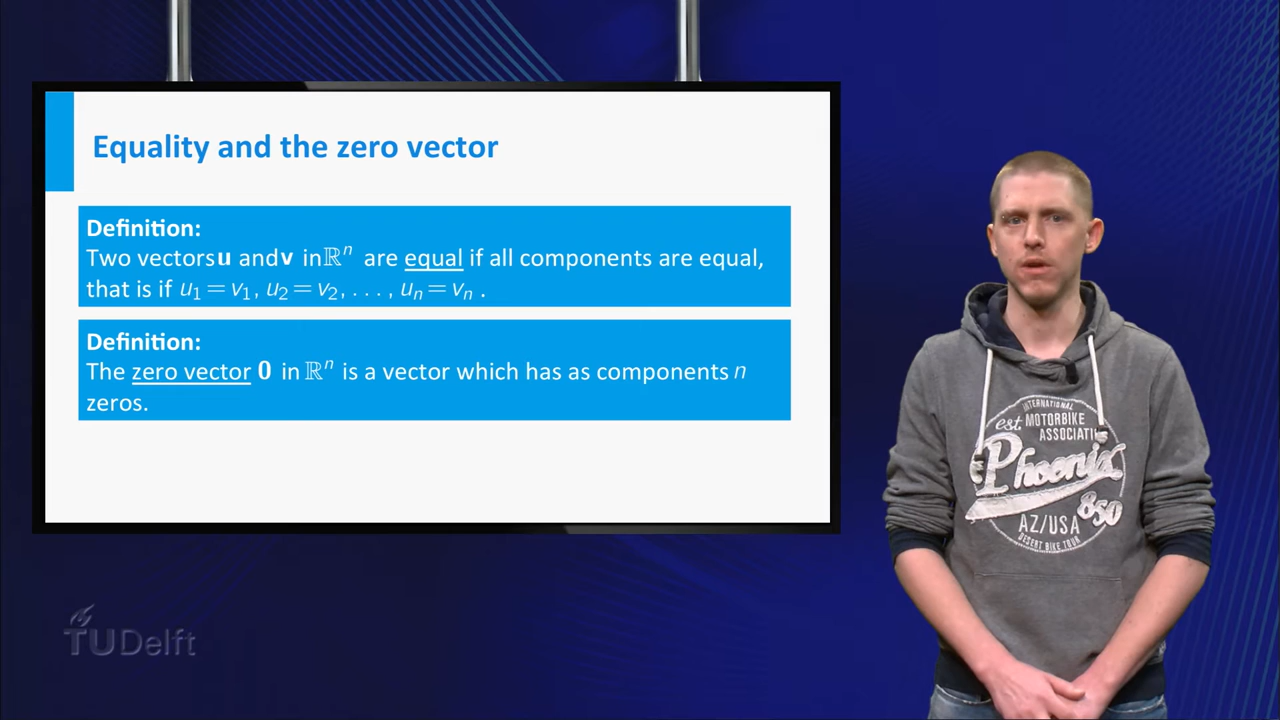 Equality and the zero vector
Definition:
Two vectors u and v in ℝⁿ are equal if all components are equal,
that is if u₁ = v₁, u₂ = v₂, . . . , uₙ = vₙ .
Definition:
The zero vector 0 in ℝⁿ is a vector which has as components n
zeros.
INTERNATIONAL
est. MOTORBIKE
ASSOCIATI
Phoenix
850
AZ/USA
DESERT BIKE TOUR
TUDelft